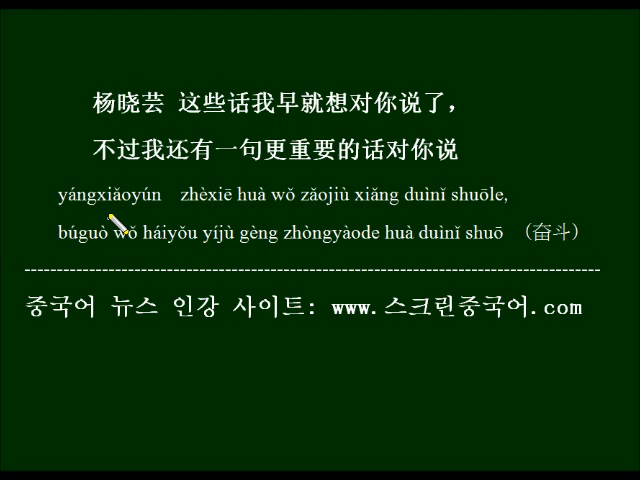 杨晓芸 这些话我早就想对你说了，
不过我还有一句更重要的话对你说
yángxiǎoyún zhèxiē huà wǒ zǎojiù xiǎng duìnǐ shuōle,
búguò wǒ háiyǒu yíjù gèng zhòngyàode huà duìnǐ shuō （奋斗）
--------------------------------------------------------------------------------------------
중국어 뉴스 인강 사이트: www.스크린중국어.com